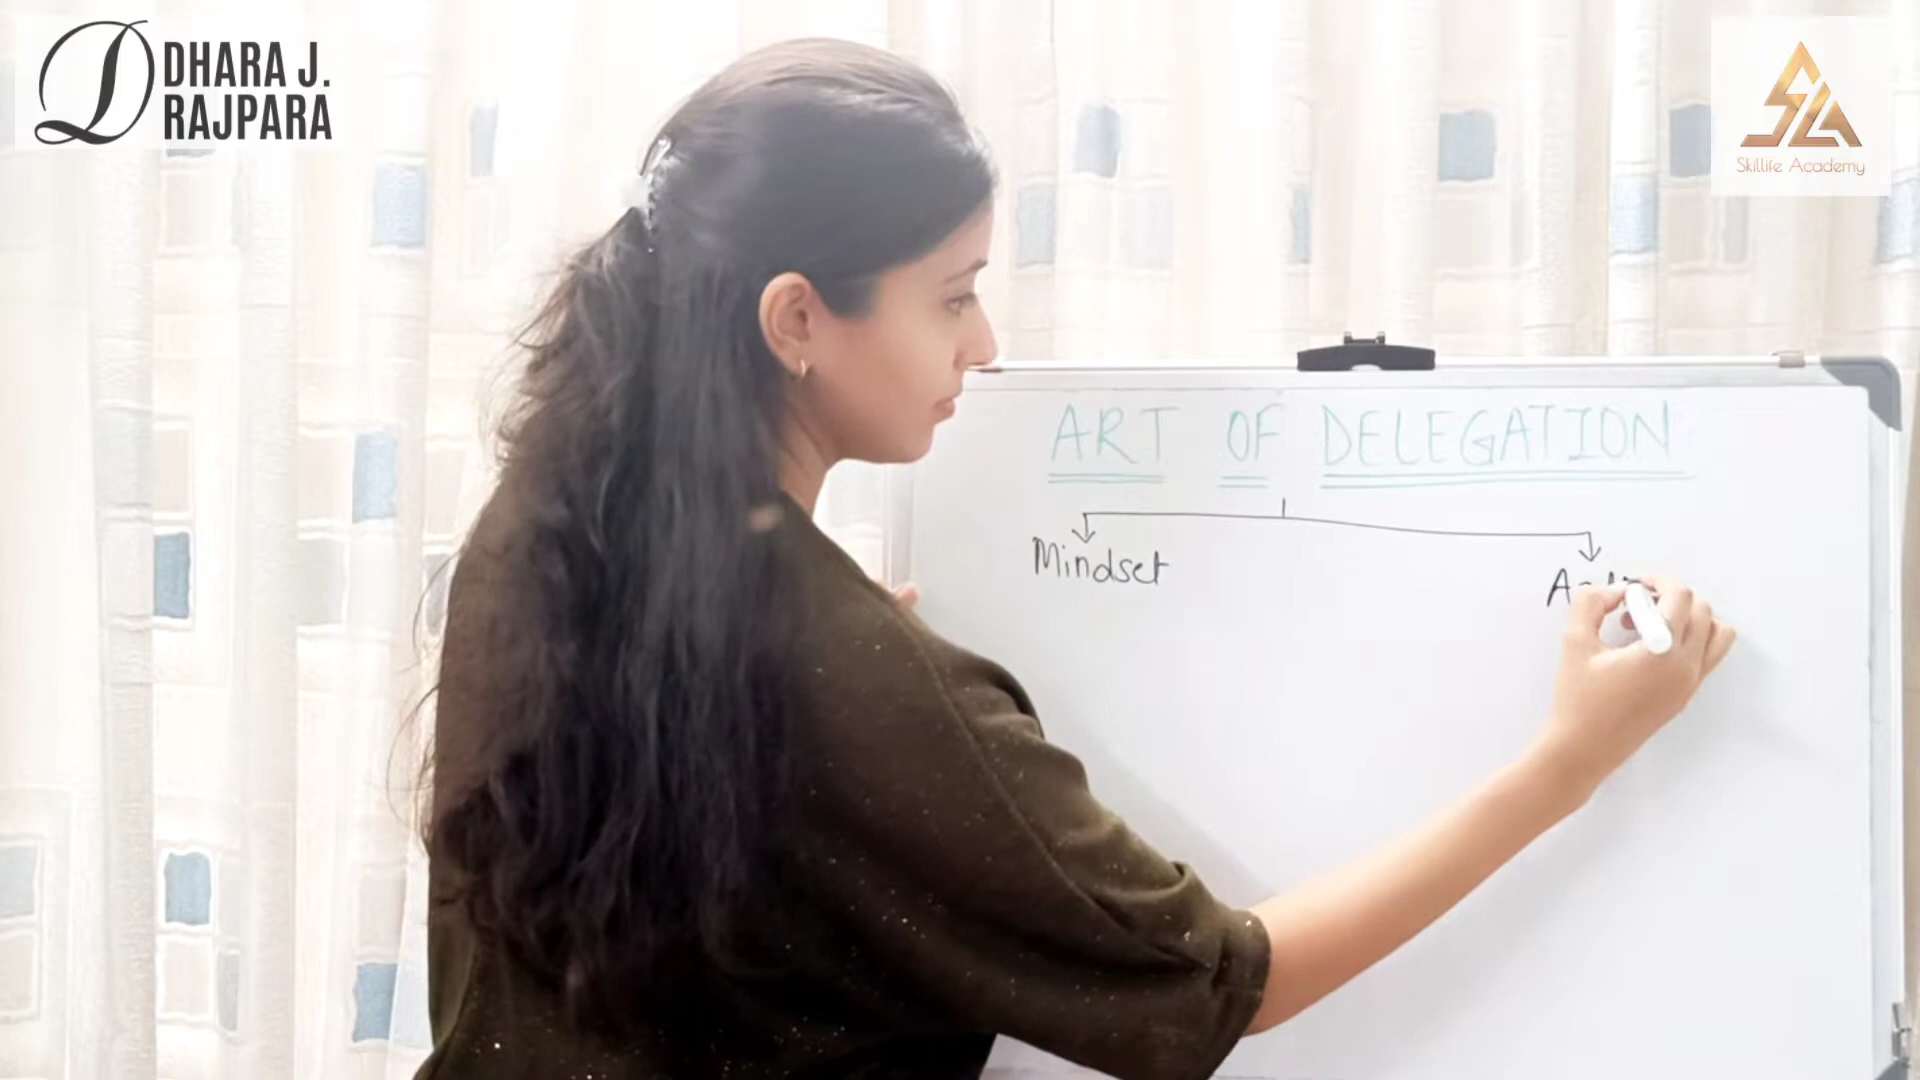 DHARA J.
RAJPARA
Skillife Academy
ART OF DELEGATION
Mindset